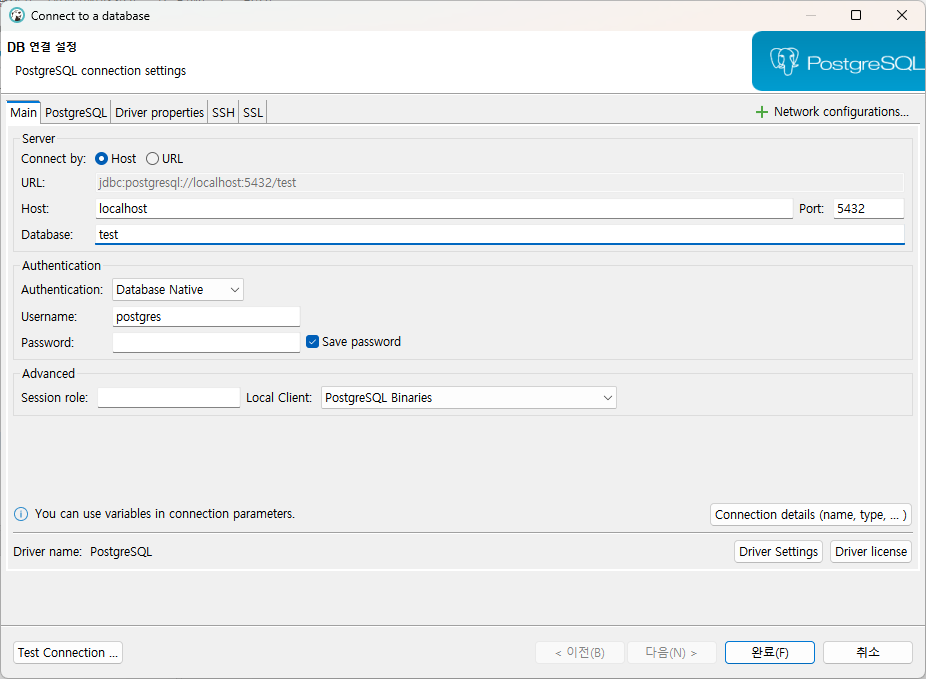 Connect to a database
DB 연결 설정
PostgreSQL connection settings
PostgreSQL
Main PostgreSQL Driver properties SSH SSL
Network configurations...
Server
Connect by: Host URL
URL: jdbc:postgresql://localhost:5432/test
Host: localhost Port: 5432
Database: test
Authentication
Authentication: Database Native
Username: postgres
Password: Save password
Advanced
Session role: Local Client: PostgreSQL Binaries
You can use variables in connection parameters.
Connection details (name, type, ... )
Driver name: PostgreSQL
Driver Settings Driver license
Test Connection ... < 이전(B) 다음(N) > 완료(F) 취소